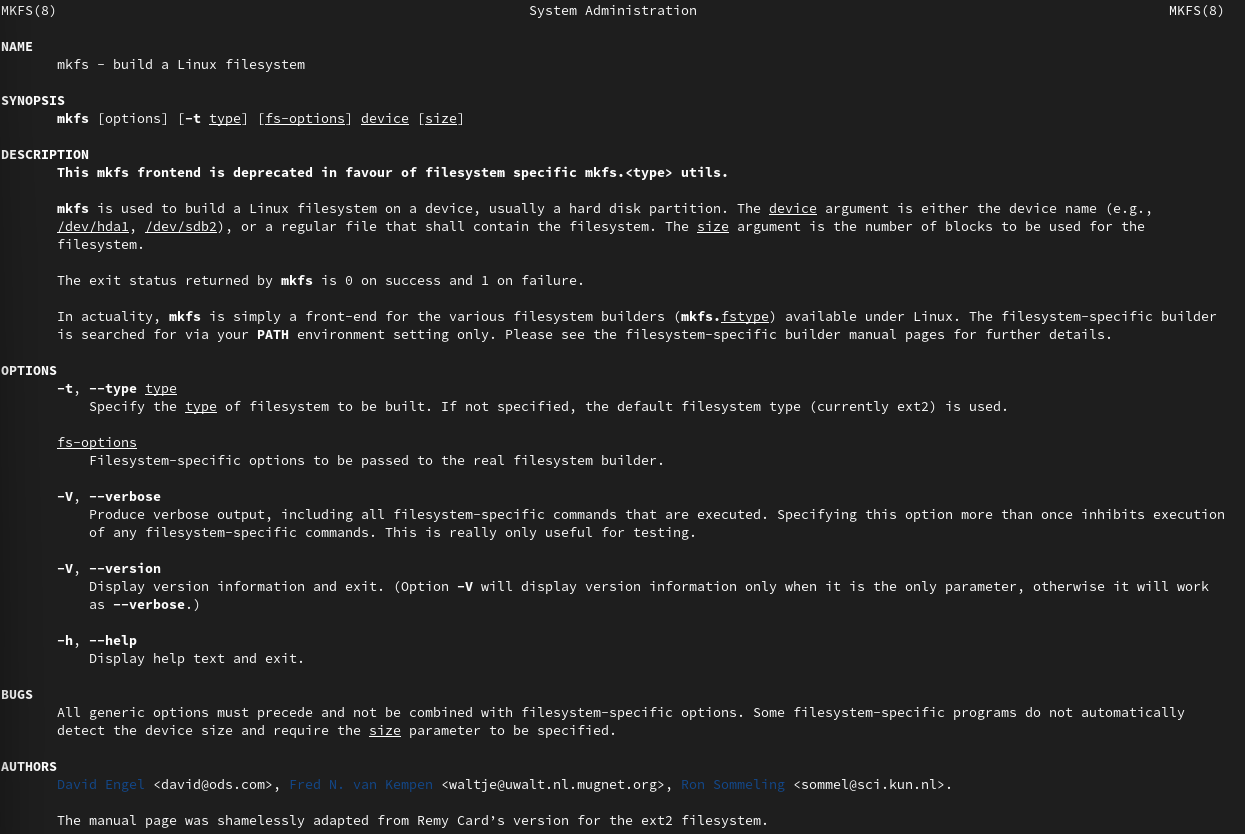 MKFS(8) System Administration MKFS(8)
NAME
mkfs - build a Linux filesystem
SYNOPSIS
mkfs [options] [-t type] [fs-options] device [size]
DESCRIPTION
This mkfs frontend is deprecated in favour of filesystem specific mkfs.<type> utils.
mkfs is used to build a Linux filesystem on a device, usually a hard disk partition. The device argument is either the device name (e.g.,
/dev/hda1, /dev/sdb2), or a regular file that shall contain the filesystem. The size argument is the number of blocks to be used for the
filesystem.
The exit status returned by mkfs is 0 on success and 1 on failure.
In actuality, mkfs is simply a front-end for the various filesystem builders (mkfs.fstype) available under Linux. The filesystem-specific builder
is searched for via your PATH environment setting only. Please see the filesystem-specific builder manual pages for further details.
OPTIONS
-t, --type type
Specify the type of filesystem to be built. If not specified, the default filesystem type (currently ext2) is used.
fs-options
Filesystem-specific options to be passed to the real filesystem builder.
-V, --verbose
Produce verbose output, including all filesystem-specific commands that are executed. Specifying this option more than once inhibits execution
of any filesystem-specific commands. This is really only useful for testing.
-V, --version
Display version information and exit. (Option -V will display version information only when it is the only parameter, otherwise it will work
as --verbose.)
-h, --help
Display help text and exit.
BUGS
All generic options must precede and not be combined with filesystem-specific options. Some filesystem-specific programs do not automatically
detect the device size and require the size parameter to be specified.
AUTHORS
David Engel <david@ods.com>, Fred N. van Kempen <waltje@uwalt.nl.mugnet.org>, Ron Sommeling <sommel@sci.kun.nl>.
The manual page was shamelessly adapted from Remy Card's version for the ext2 filesystem.